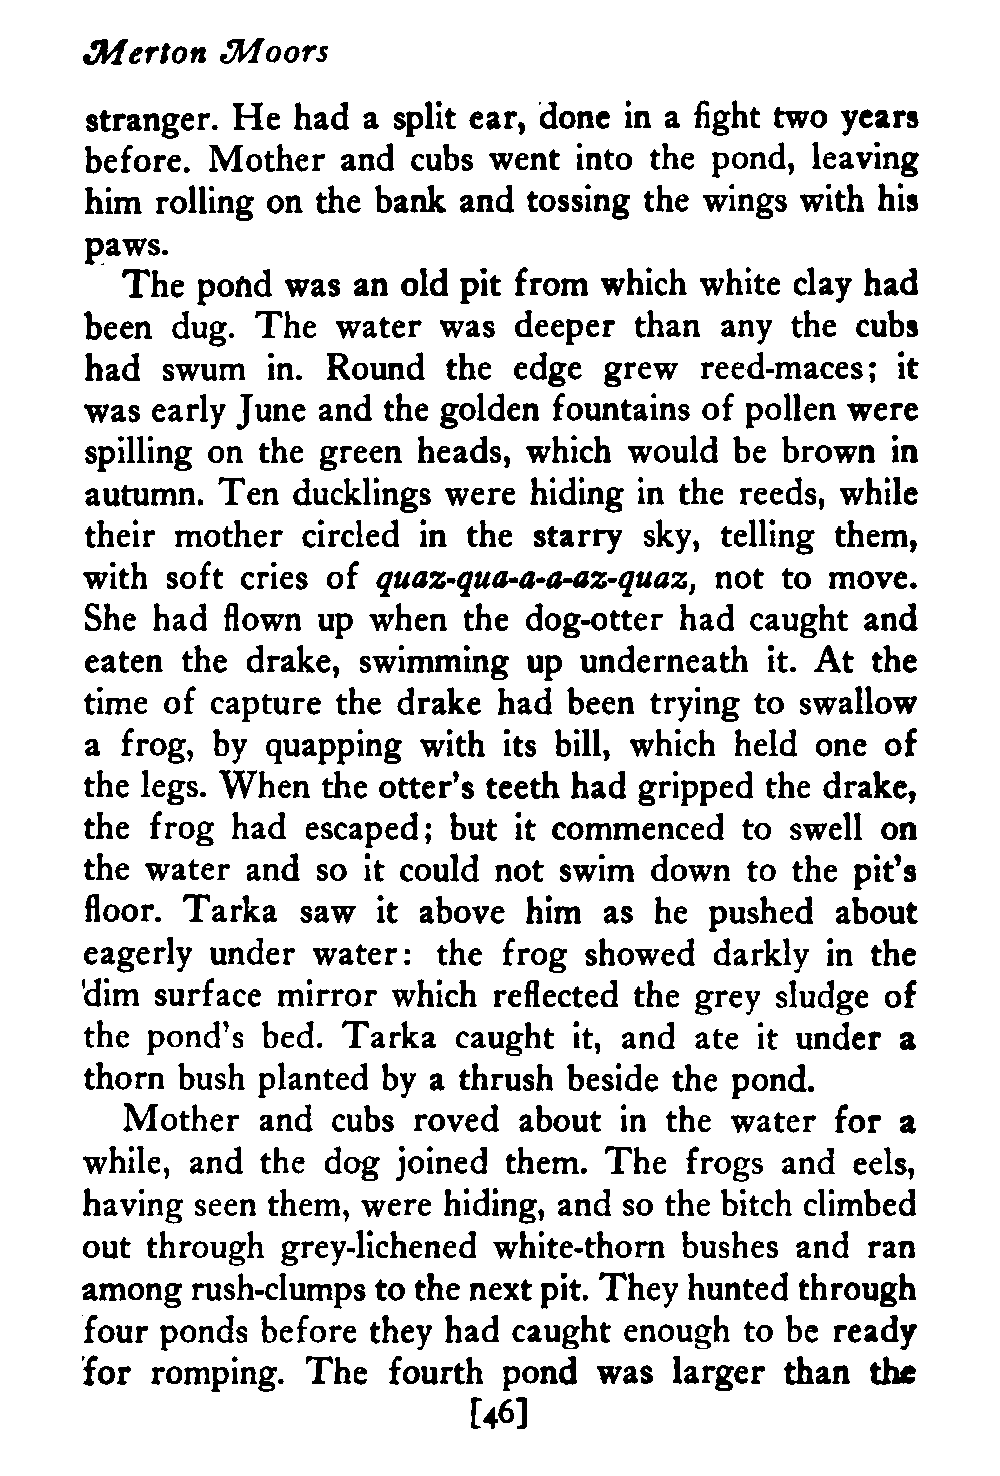 Merton Moors
stranger. He had a split ear, done in a fight two years
before. Mother and cubs went into the pond, leaving
him rolling on the bank and tossing the wings with his
paws.
The pond was an old pit from which white clay had
been dug. The water was deeper than any the cubs
had swum in. Round the edge grew reed-maces; it
was early June and the golden fountains of pollen were
spilling on the green heads, which would be brown in
autumn. Ten ducklings were hiding in the reeds, while
their mother circled in the starry sky, telling them,
with soft cries of quaz-qua-a-a-az-quaz, not to move.
She had flown up when the dog-otter had caught and
eaten the drake, swimming up underneath it. At the
time of capture the drake had been trying to swallow
a frog, by quapping with its bill, which held one of
the legs. When the otter's teeth had gripped the drake,
the frog had escaped; but it commenced to swell on
the water and so it could not swim down to the pit's
floor. Tarka saw it above him as he pushed about
eagerly under water: the frog showed darkly in the
dim surface mirror which reflected the grey sludge of
the pond's bed. Tarka caught it, and ate it under a
thorn bush planted by a thrush beside the pond.
Mother and cubs roved about in the water for a
while, and the dog joined them. The frogs and eels,
having seen them, were hiding, and so the bitch climbed
out through grey-lichened white-thorn bushes and ran
among rush-clumps to the next pit. They hunted through
four ponds before they had caught enough to be ready
for romping. The fourth pond was larger than the
[46]